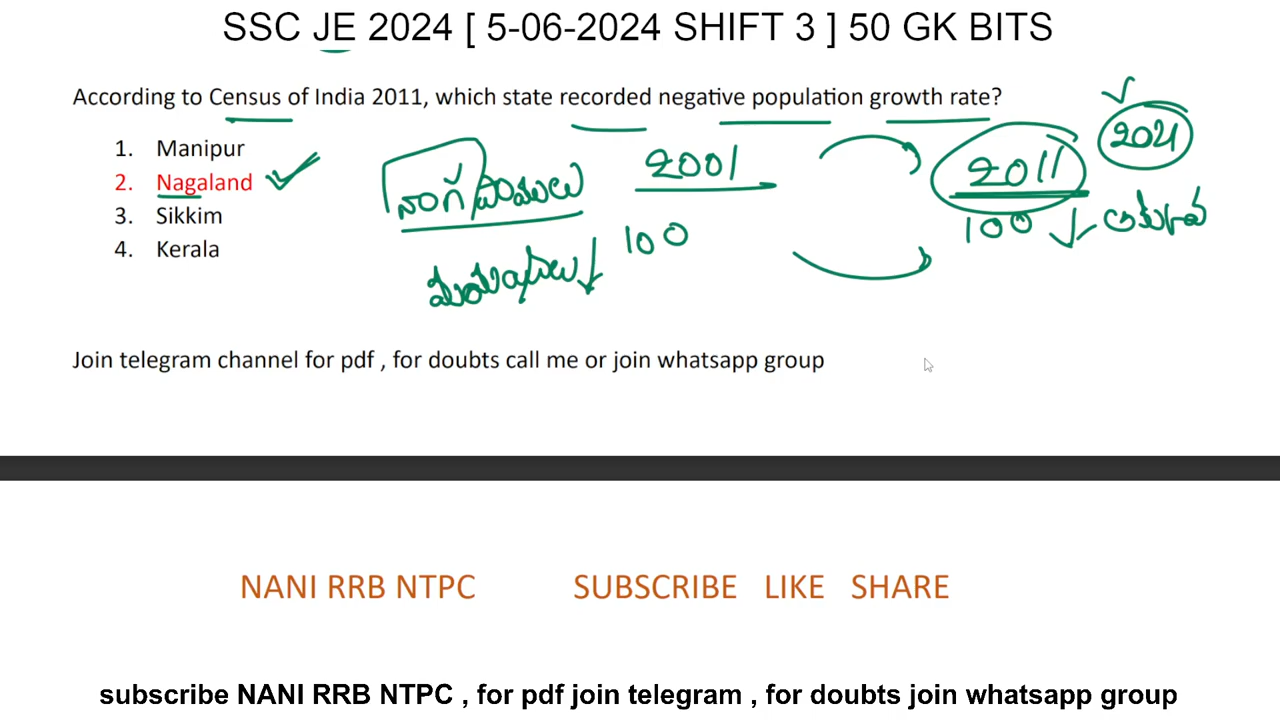 SSC JE 2024 [ 5-06-2024 SHIFT 3 ] 50 GK BITS
According to Census of India 2011, which state recorded negative population growth rate?
1. Manipur
2. Nagaland
3. Sikkim
4. Kerala
2001
2011
2021
100
100
Join telegram channel for pdf , for doubts call me or join whatsapp group
NANI RRB NTPC SUBSCRIBE LIKE SHARE
subscribe NANI RRB NTPC , for pdf join telegram , for doubts join whatsapp group